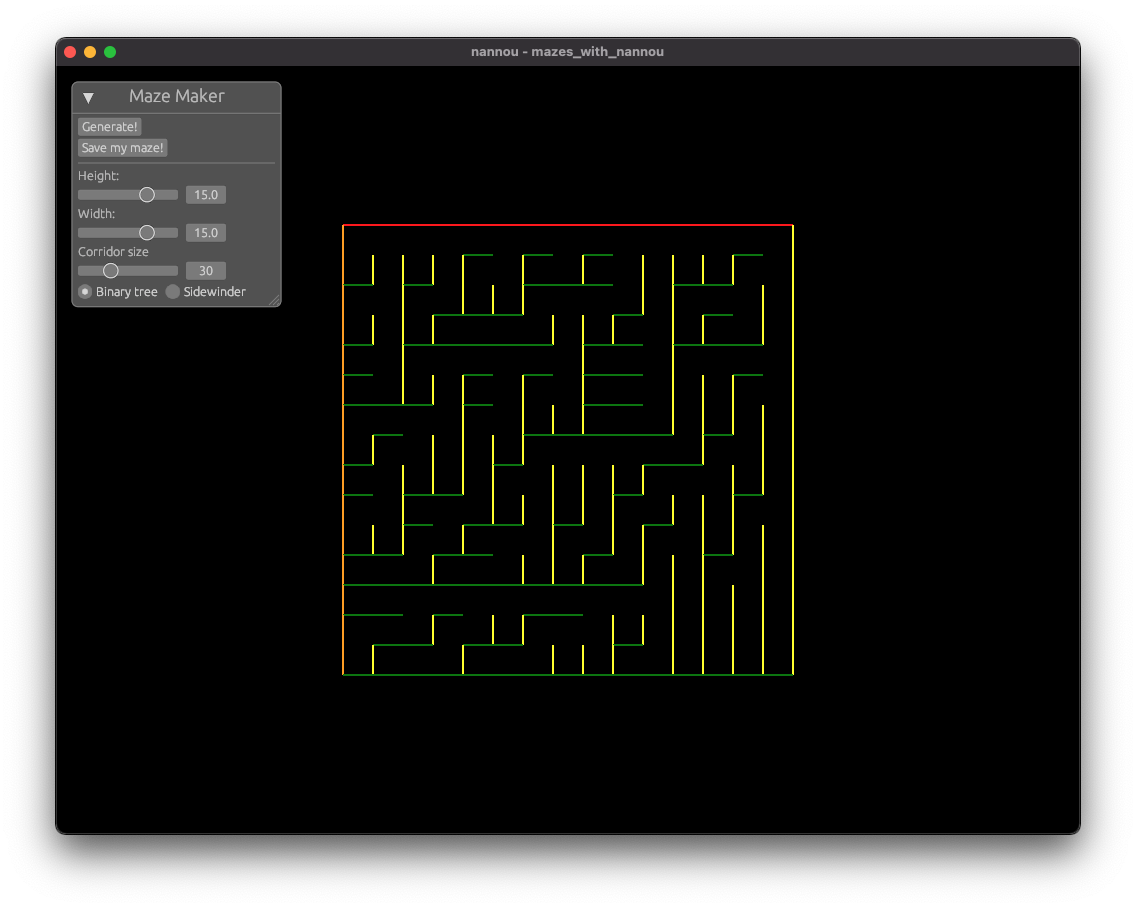 nannou - mazes_with_nannou
Maze Maker
Generate!
Save my maze!
Height:
15.0
Width:
15.0
Corridor size
30
Binary tree Sidewinder